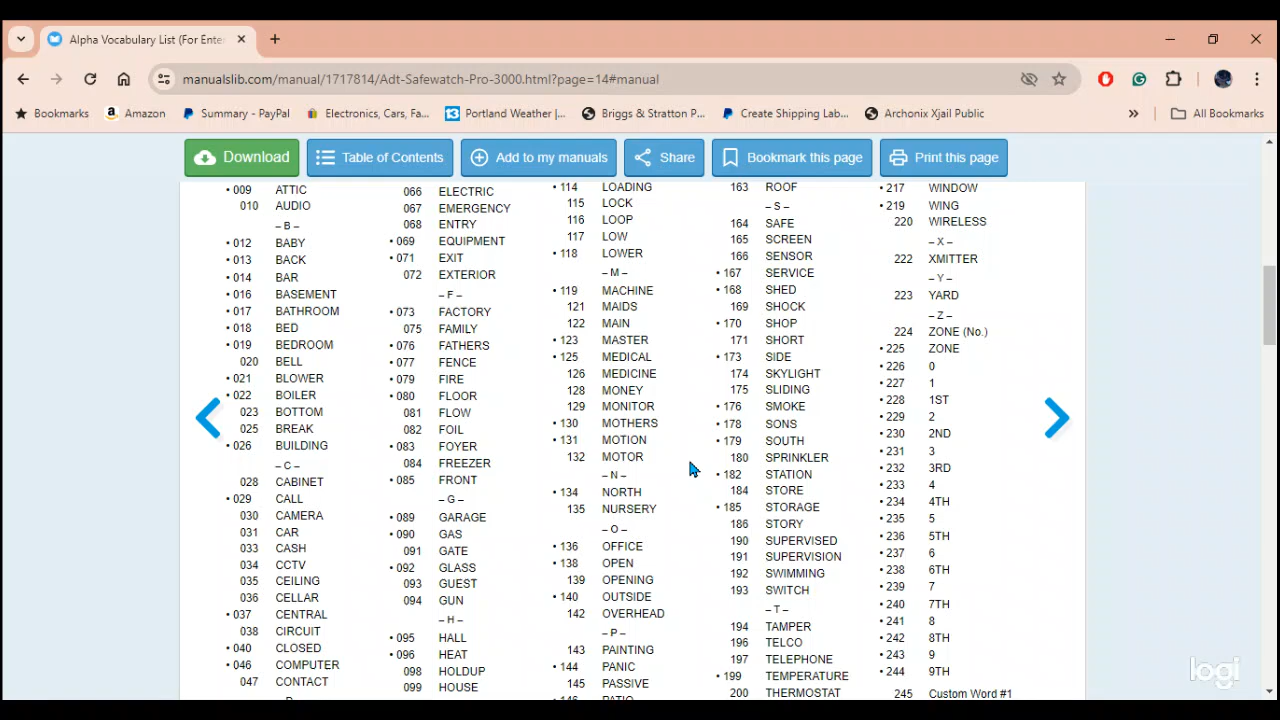 Alpha Vocabulary List (For Ente
manualslib.com/manual/1717814/Adt-Safewatch-Pro-3000.html?page=14#manual
Bookmarks
Amazon
Summary - PayPal
Electronics, Cars, Fa...
Portland Weather |...
Briggs & Stratton P...
Create Shipping Lab...
Archonix Xjail Public
»
All Bookmarks
Download
Table of Contents
Add to my manuals
Share
Bookmark this page
Print this page
• 009 ATTIC
010 AUDIO
– B –
• 012 BABY
• 013 BACK
• 014 BAR
• 016 BASEMENT
• 017 BATHROOM
• 018 BED
• 019 BEDROOM
020 BELL
• 021 BLOWER
• 022 BOILER
023 BOTTOM
025 BREAK
• 026 BUILDING
– C –
028 CABINET
• 029 CALL
030 CAMERA
031 CAR
033 CASH
034 CCTV
035 CEILING
036 CELLAR
• 037 CENTRAL
038 CIRCUIT
• 040 CLOSED
• 046 COMPUTER
047 CONTACT
066 ELECTRIC
067 EMERGENCY
068 ENTRY
• 069 EQUIPMENT
• 071 EXIT
072 EXTERIOR
– F –
• 073 FACTORY
075 FAMILY
• 076 FATHERS
• 077 FENCE
• 079 FIRE
• 080 FLOOR
081 FLOW
082 FOIL
• 083 FOYER
084 FREEZER
• 085 FRONT
– G –
• 089 GARAGE
• 090 GAS
091 GATE
• 092 GLASS
093 GUEST
094 GUN
– H –
• 095 HALL
• 096 HEAT
098 HOLDUP
099 HOUSE
• 114 LOADING
115 LOCK
116 LOOP
117 LOW
• 118 LOWER
– M –
• 119 MACHINE
121 MAIDS
122 MAIN
• 123 MASTER
• 125 MEDICAL
126 MEDICINE
128 MONEY
129 MONITOR
• 130 MOTHERS
• 131 MOTION
132 MOTOR
– N –
• 134 NORTH
135 NURSERY
– O –
• 136 OFFICE
• 138 OPEN
139 OPENING
• 140 OUTSIDE
142 OVERHEAD
– P –
143 PAINTING
• 144 PANIC
145 PASSIVE
• 146 PATIO
163 ROOF
– S –
164 SAFE
165 SCREEN
166 SENSOR
• 167 SERVICE
• 168 SHED
169 SHOCK
• 170 SHOP
171 SHORT
• 173 SIDE
174 SKYLIGHT
175 SLIDING
• 176 SMOKE
• 178 SONS
• 179 SOUTH
180 SPRINKLER
• 182 STATION
184 STORE
• 185 STORAGE
186 STORY
190 SUPERVISED
191 SUPERVISION
192 SWIMMING
193 SWITCH
– T –
194 TAMPER
196 TELCO
197 TELEPHONE
• 199 TEMPERATURE
200 THERMOSTAT
• 217 WINDOW
• 219 WING
220 WIRELESS
– X –
222 XMITTER
– Y –
223 YARD
– Z –
224 ZONE (No.)
• 225 ZONE
• 226 0
• 227 1
• 228 1ST
• 229 2
• 230 2ND
• 231 3
• 232 3RD
• 233 4
• 234 4TH
• 235 5
• 236 5TH
• 237 6
• 238 6TH
• 239 7
• 240 7TH
• 241 8
• 242 8TH
• 243 9
• 244 9TH
245 Custom Word #1
logi